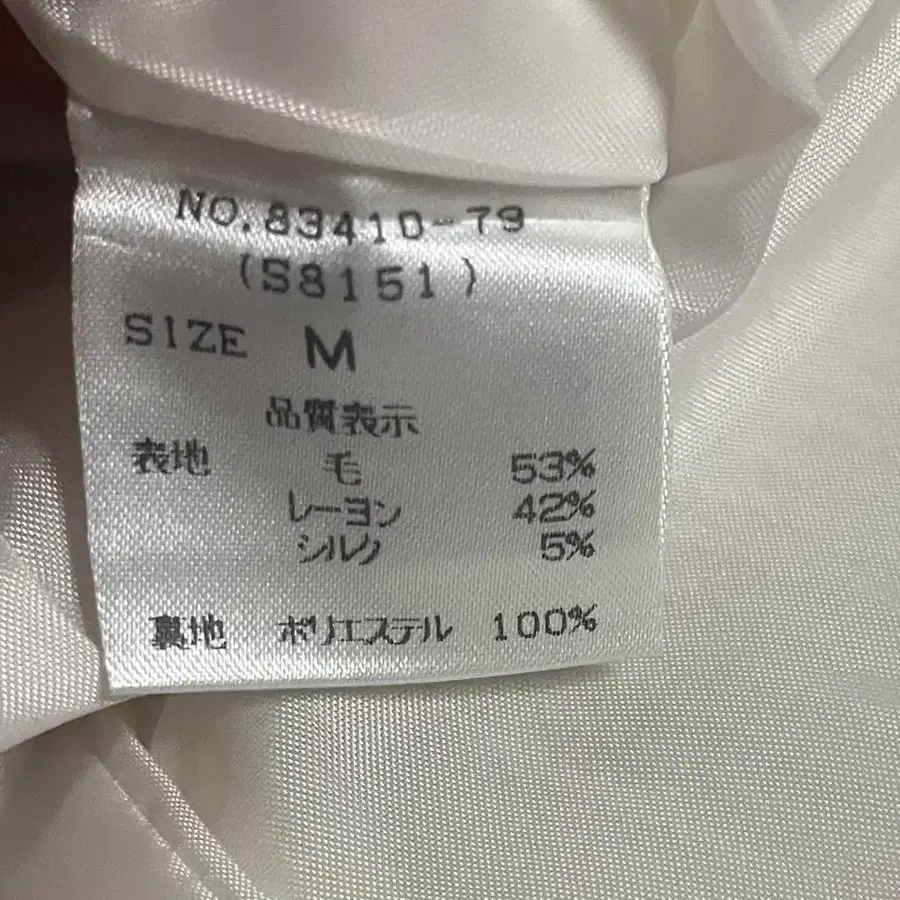 NO.83410-79
(S8151)
SIZE M
品質表示
表地 毛 53%
レーヨン 42%
シルク 5%
裏地 ポリエステル 100%